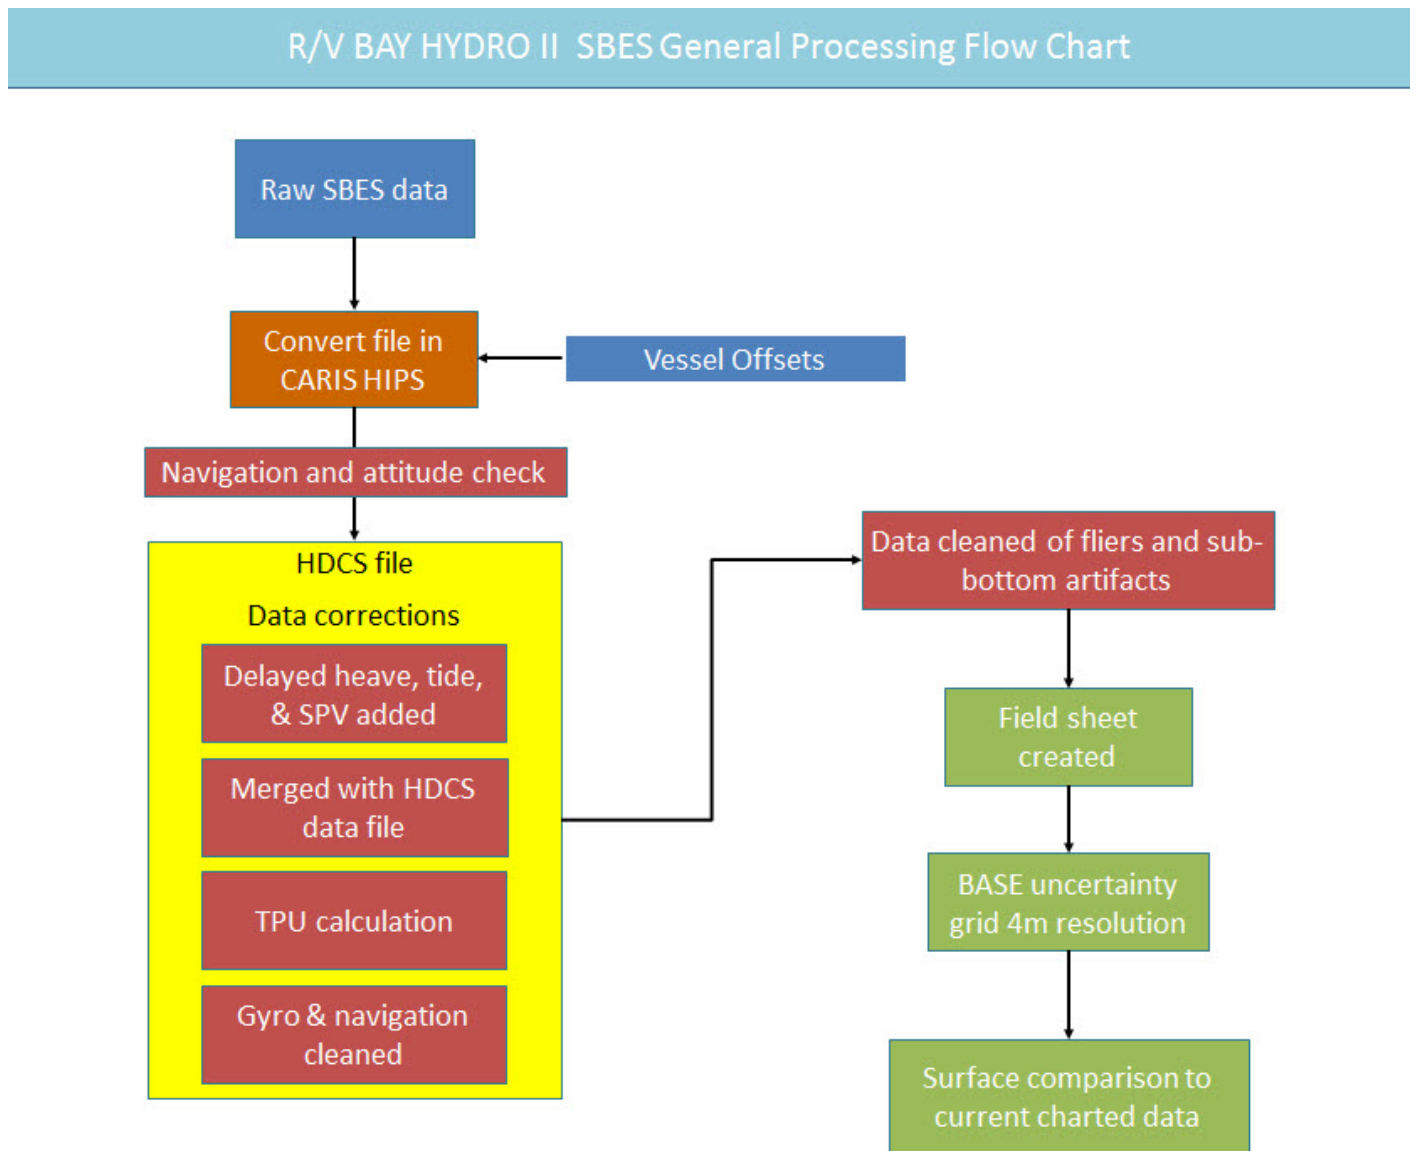 R/V BAY HYDRO II SBES General Processing Flow Chart
Raw SBES data
Convert file in
CARIS HIPS
Vessel Offsets
Navigation and attitude check
HDCS file
Data corrections
Delayed heave, tide,
& SPV added
Merged with HDCS
data file
TPU calculation
Gyro & navigation
cleaned
Data cleaned of fliers and sub-
bottom artifacts
Field sheet
created
BASE uncertainty
grid 4m resolution
Surface comparison to
current charted data